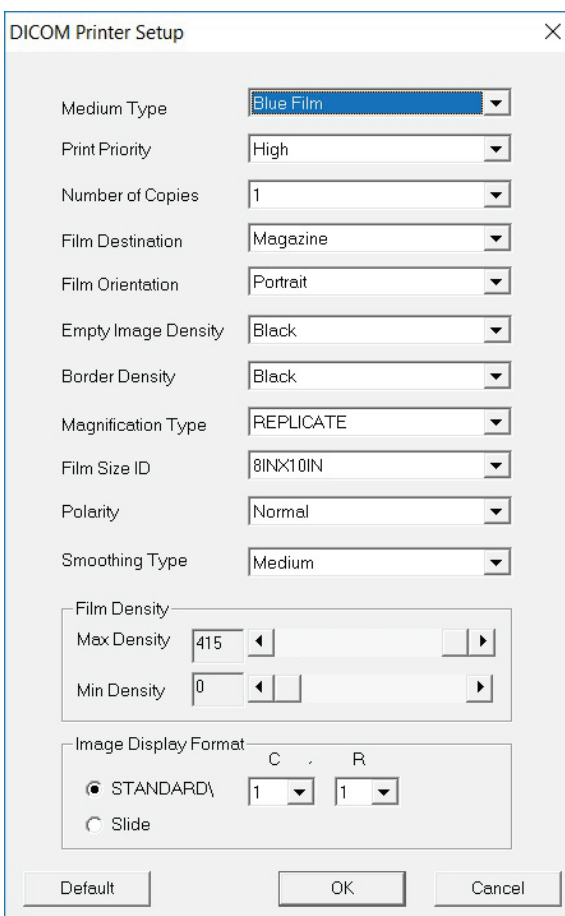 DICOM Printer Setup
Medium Type Blue Film
Print Priority High
Number of Copies 1
Film Destination Magazine
Film Orientation Portrait
Empty Image Density Black
Border Density Black
Magnification Type REPLICATE
Film Size ID 8INX10IN
Polarity Normal
Smoothing Type Medium
Film Density
Max Density 415
Min Density 0
Image Display Format
C , R
STANDARD\ 1 1
Slide
Default OK Cancel